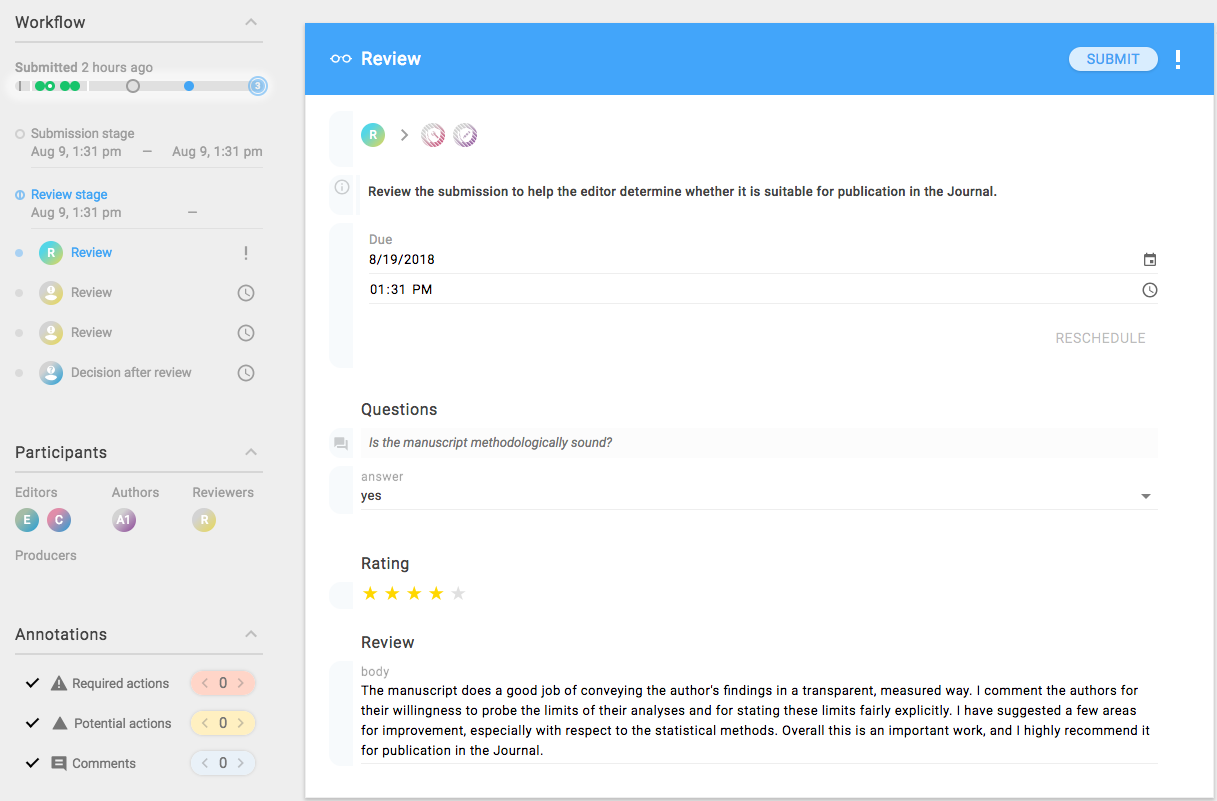 Workflow
Submitted 2 hours ago
3
Submission stage
Aug 9, 1:31 pm — Aug 9, 1:31 pm
Review stage
Aug 9, 1:31 pm —
R Review !
Review
Review
Decision after review
Participants
Editors Authors Reviewers
E C A1 R
Producers
Annotations
Required actions < 0 >
Potential actions < 0 >
Comments < 0 >
Review SUBMIT !
R >
Review the submission to help the editor determine whether it is suitable for publication in the Journal.
Due
8/19/2018
01:31 PM
RESCHEDULE
Questions
Is the manuscript methodologically sound?
answer
yes
Rating
Review
body
The manuscript does a good job of conveying the author's findings in a transparent, measured way. I comment the authors for
their willingness to probe the limits of their analyses and for stating these limits fairly explicitly. I have suggested a few areas
for improvement, especially with respect to the statistical methods. Overall this is an important work, and I highly recommend it
for publication in the Journal.